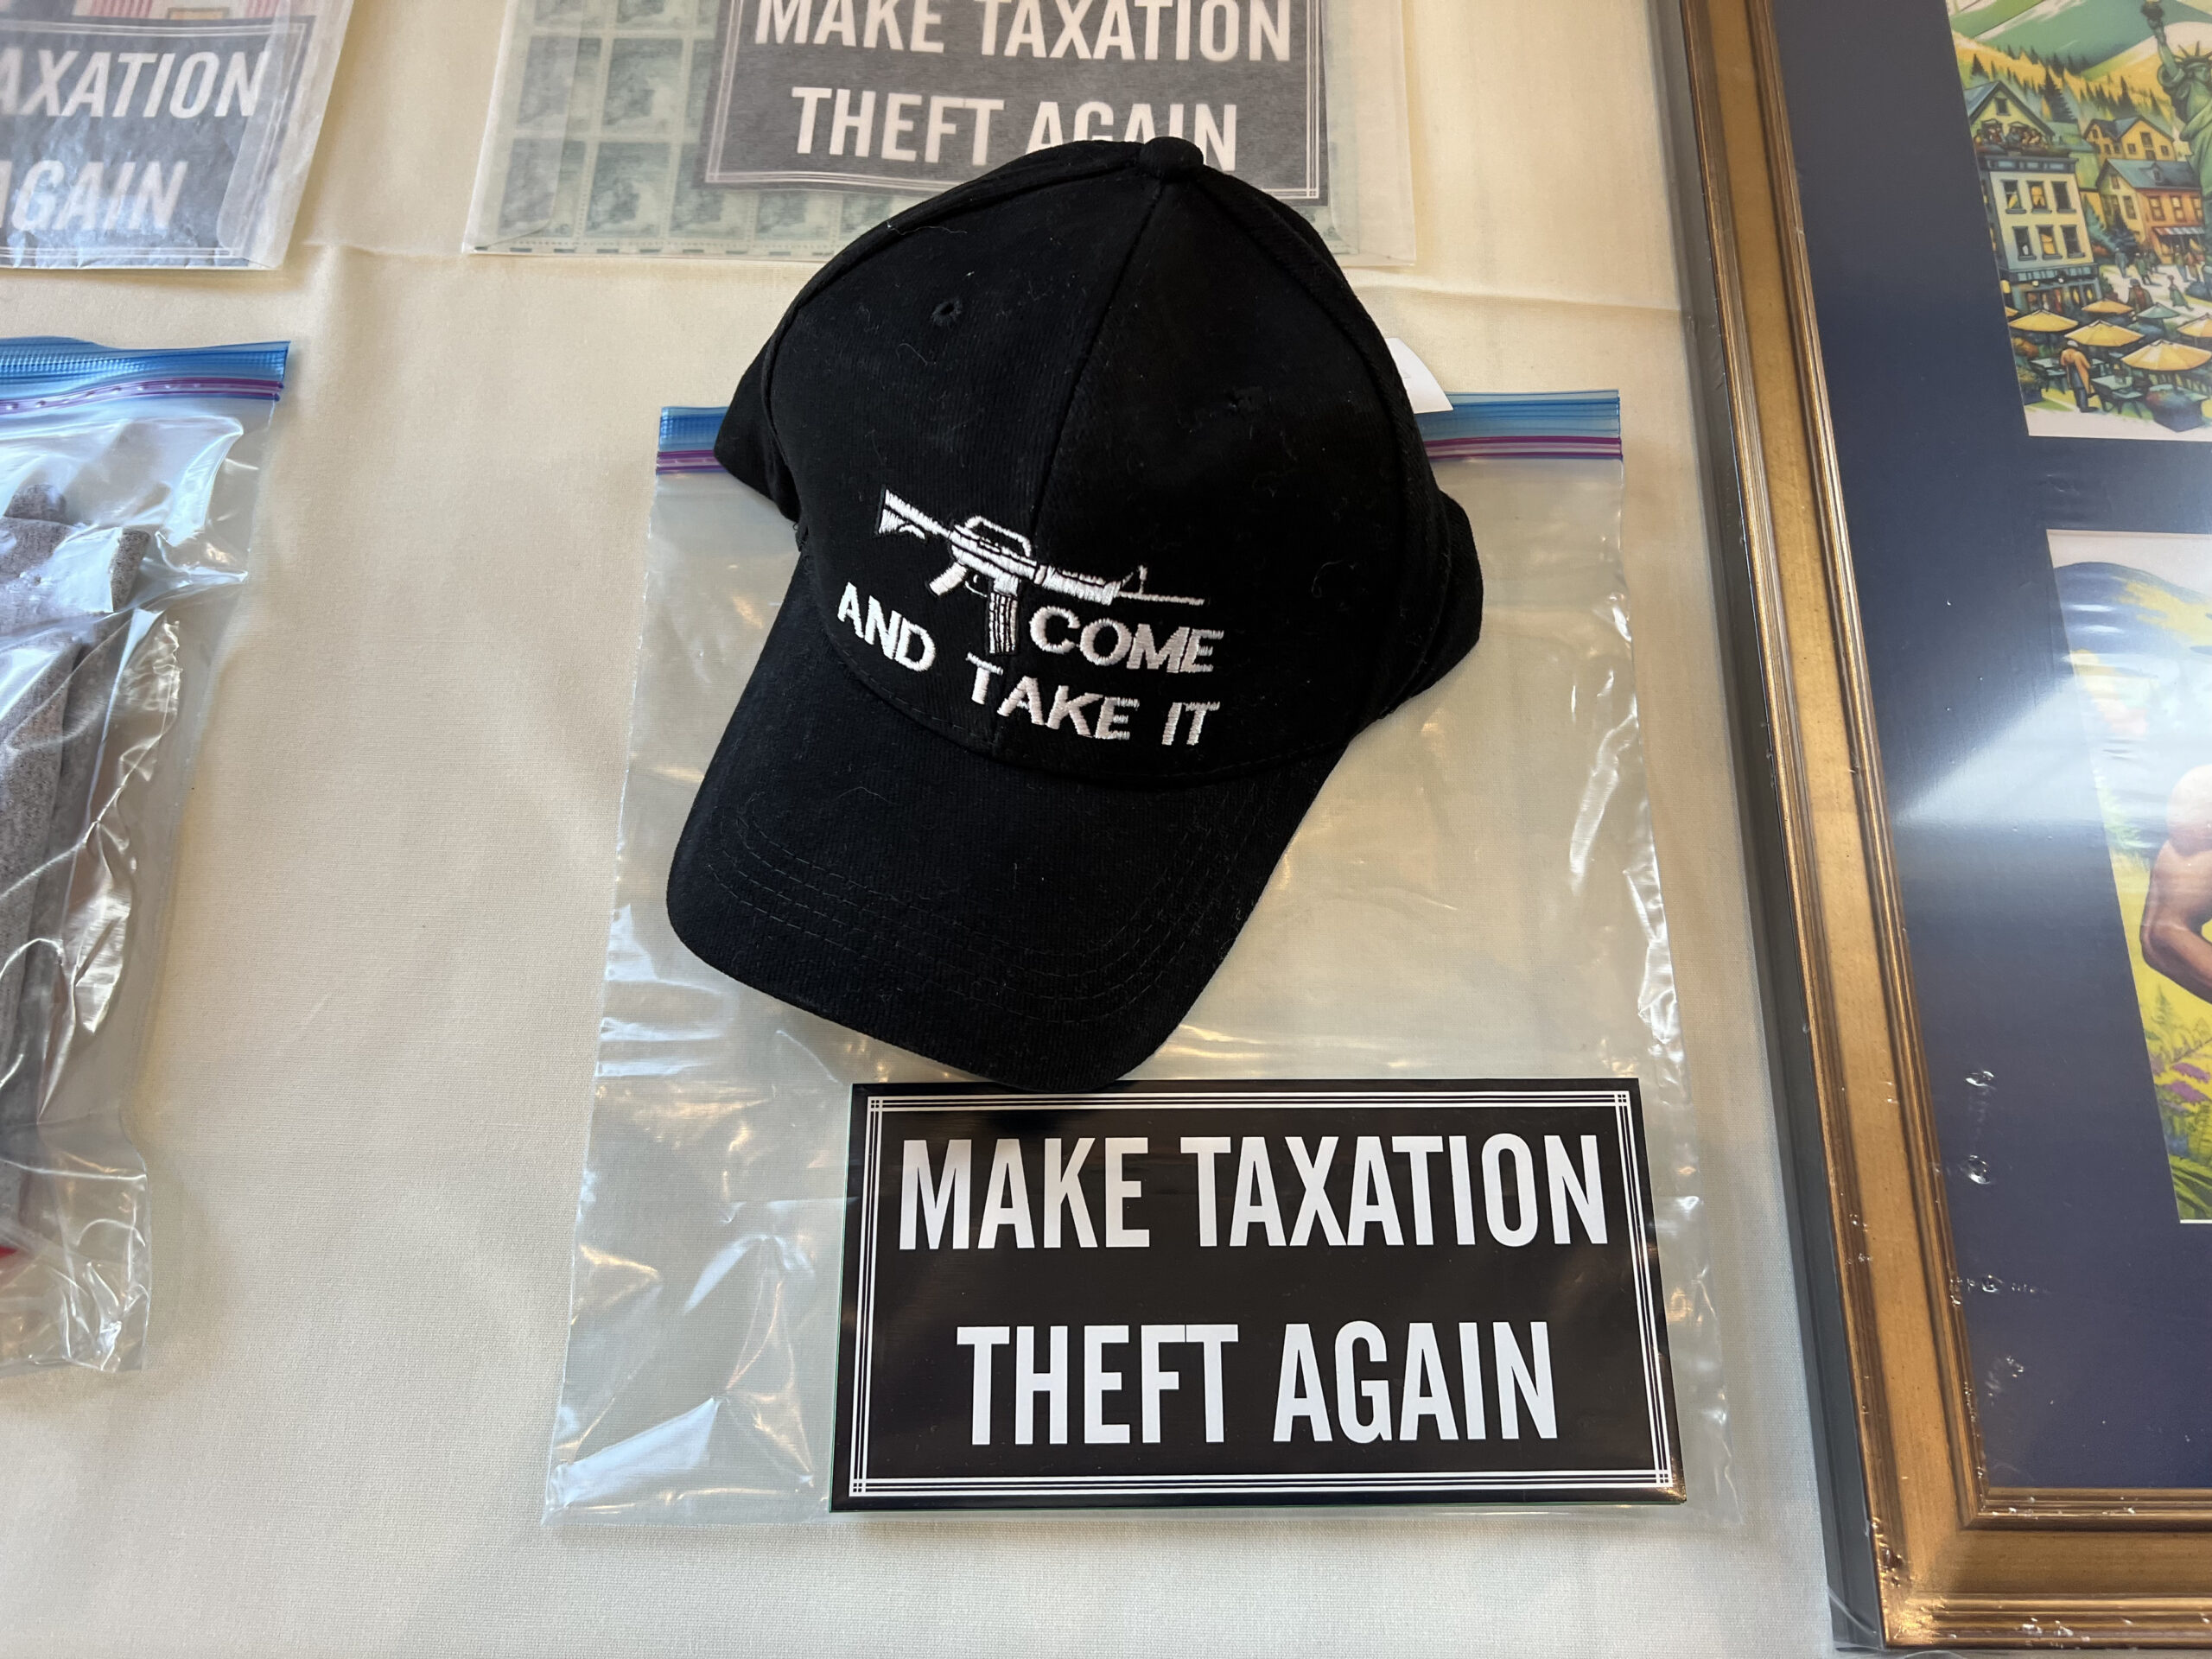 AXATION
AGAIN
MAKE TAXATION
THEFT AGAIN
COME
AND TAKE IT
MAKE TAXATION
THEFT AGAIN